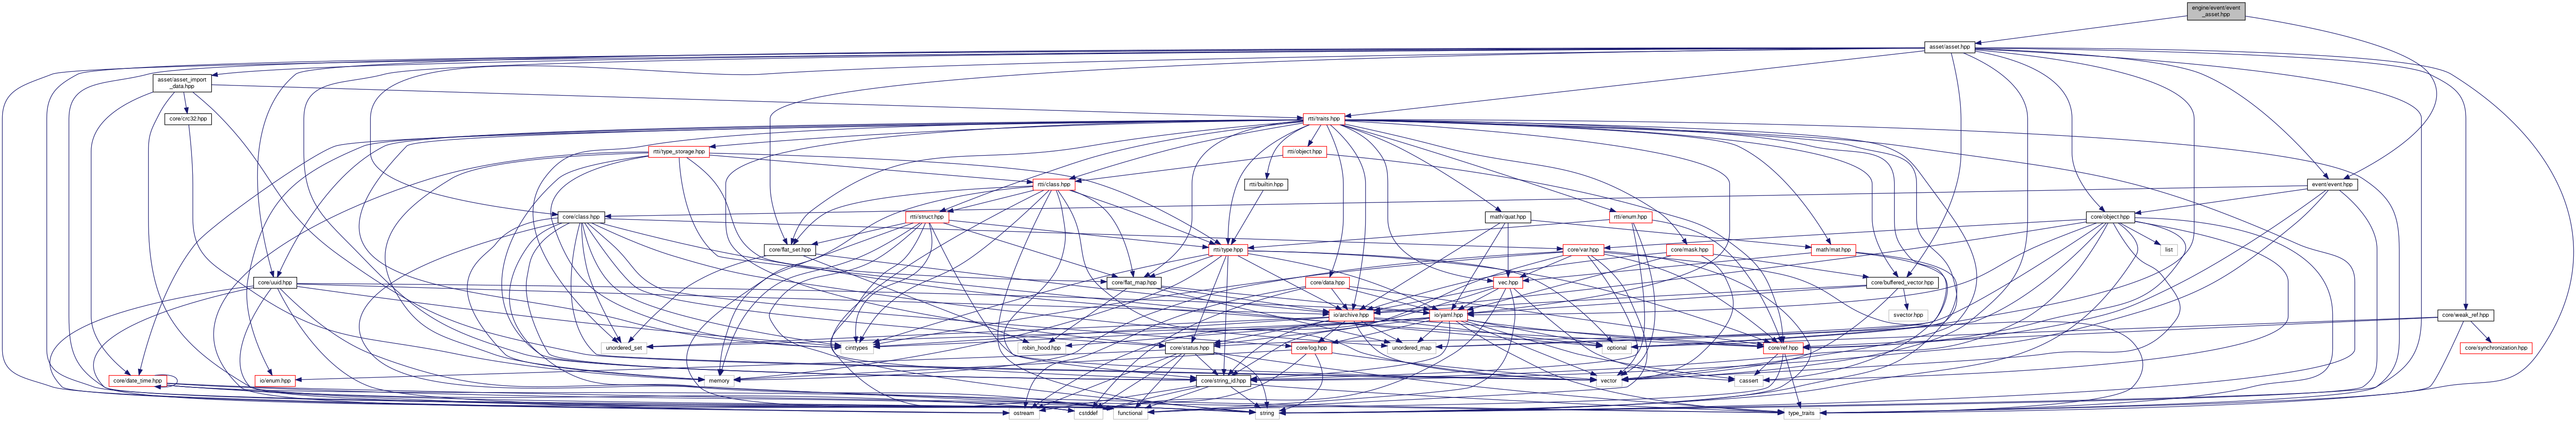 engine/event/event
_asset.hpp
asset/asset.hpp
asset/asset_import
_data.hpp
core/crc32.hpp
rtti/traits.hpp
rtti/type_storage.hpp
rtti/object.hpp
rtti/class.hpp
rtti/builtin.hpp
event/event.hpp
core/class.hpp
rtti/struct.hpp
math/quat.hpp
rtti/enum.hpp
core/object.hpp
core/flat_set.hpp
rtti/type.hpp
core/var.hpp
core/mask.hpp
math/mat.hpp
list
core/uuid.hpp
core/flat_map.hpp
core/data.hpp
vec.hpp
core/buffered_vector.hpp
io/archive.hpp
io/yaml.hpp
svector.hpp
core/weak_ref.hpp
unordered_set
cinttypes
robin_hood.hpp
core/status.hpp
core/log.hpp
unordered_map
optional
core/ref.hpp
core/synchronization.hpp
core/date_time.hpp
io/enum.hpp
memory
core/string_id.hpp
vector
cassert
ostream
cstddef
functional
string
type_traits